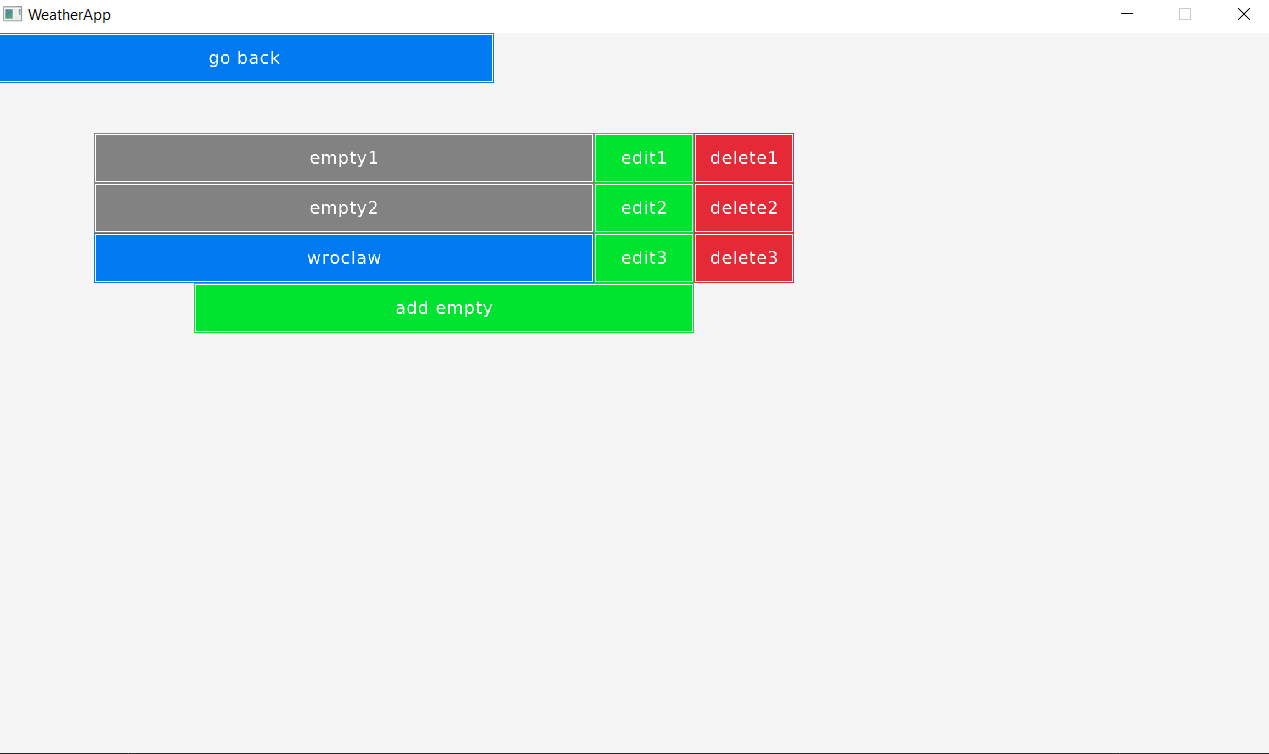 WeatherApp
go back
empty1 edit1 delete1
empty2 edit2 delete2
wroclaw edit3 delete3
add empty